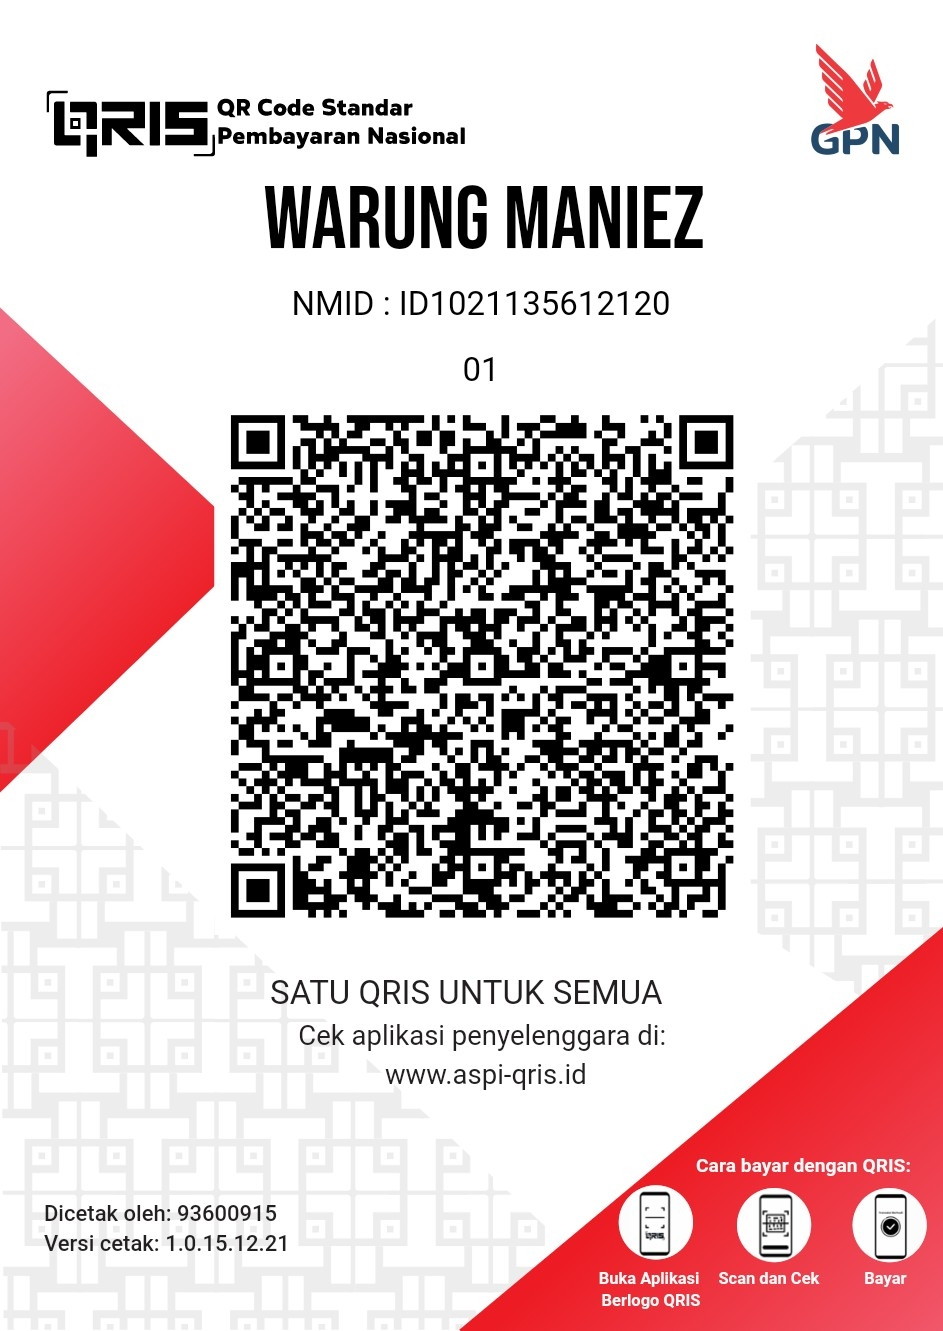 QRIS QR Code Standar
Pembayaran Nasional
GPN
WARUNG MANIEZ
NMID : ID1021135612120
01
SATU QRIS UNTUK SEMUA
Cek aplikasi penyelenggara di:
www.aspi-qris.id
Dicetak oleh: 93600915
Versi cetak: 1.0.15.12.21
Cara bayar dengan QRIS:
QRIS
Buka Aplikasi
Berlogo QRIS
Scan dan Cek
Bayar